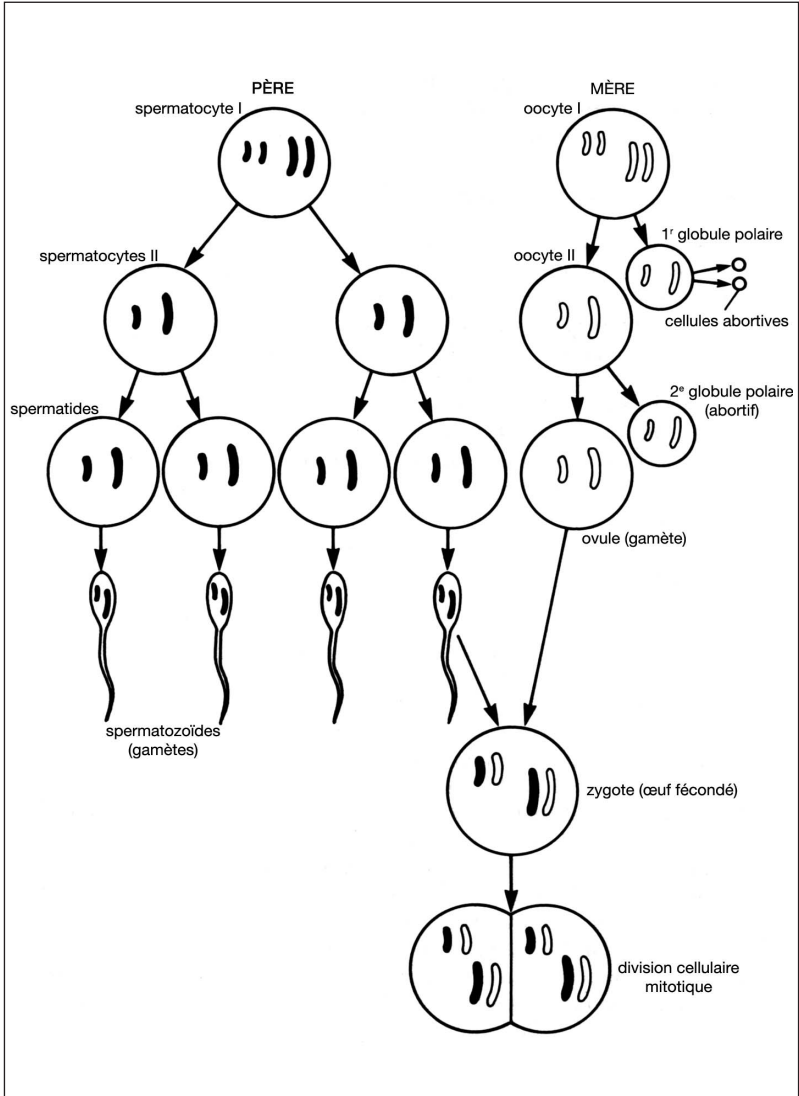 PÈRE
spermatocyte I
MÈRE
oocyte I
1ʳ globule polaire
spermatocytes II
oocyte II
cellules abortives
2ᵉ globule polaire
(abortif)
spermatides
ovule (gamète)
spermatozoïdes
(gamètes)
zygote (œuf fécondé)
division cellulaire
mitotique